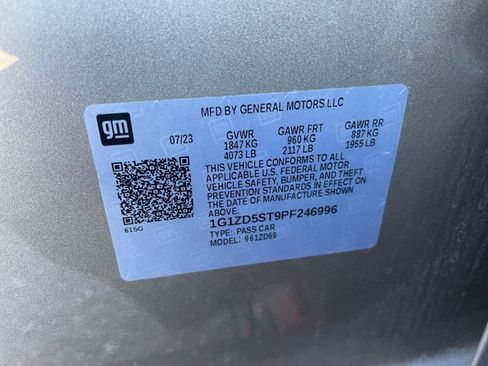 gm
MFD BY GENERAL MOTORS LLC
07/23 GVWR GAWR FRT GAWR RR
1847 KG 960 KG 887 KG
4073 LB 2117 LB 1955 LB
THIS VEHICLE CONFORMS TO ALL
APPLICABLE U.S. FEDERAL MOTOR
VEHICLE SAFETY, BUMPER, AND THEFT
PREVENTION STANDARDS IN EFFECT ON
THE DATE OF MANUFACTURE SHOWN
ABOVE.
1G1ZD5ST9PF246996
TYPE: PASS CAR
MODEL: 961ZD69
615G